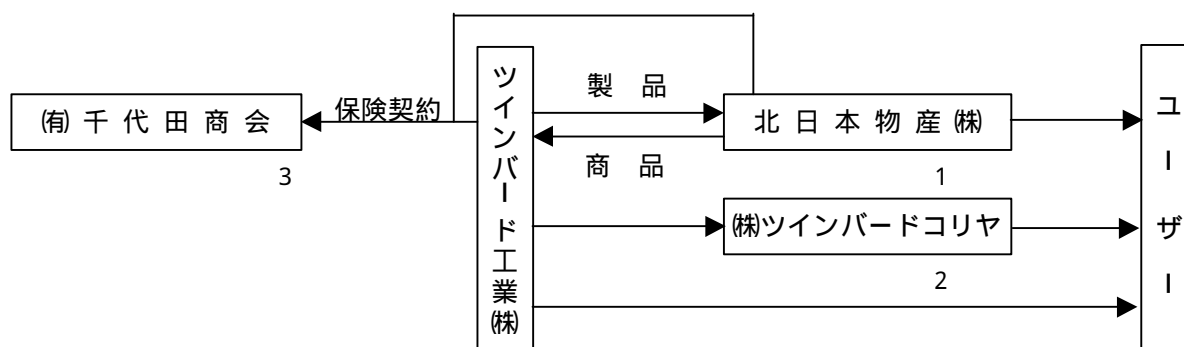 ㈲千代田商会
3
保険契約
ツインバード工業㈱
製品
商品
北日本物産㈱
1
㈱ツインバードコリヤ
2
ユーザー